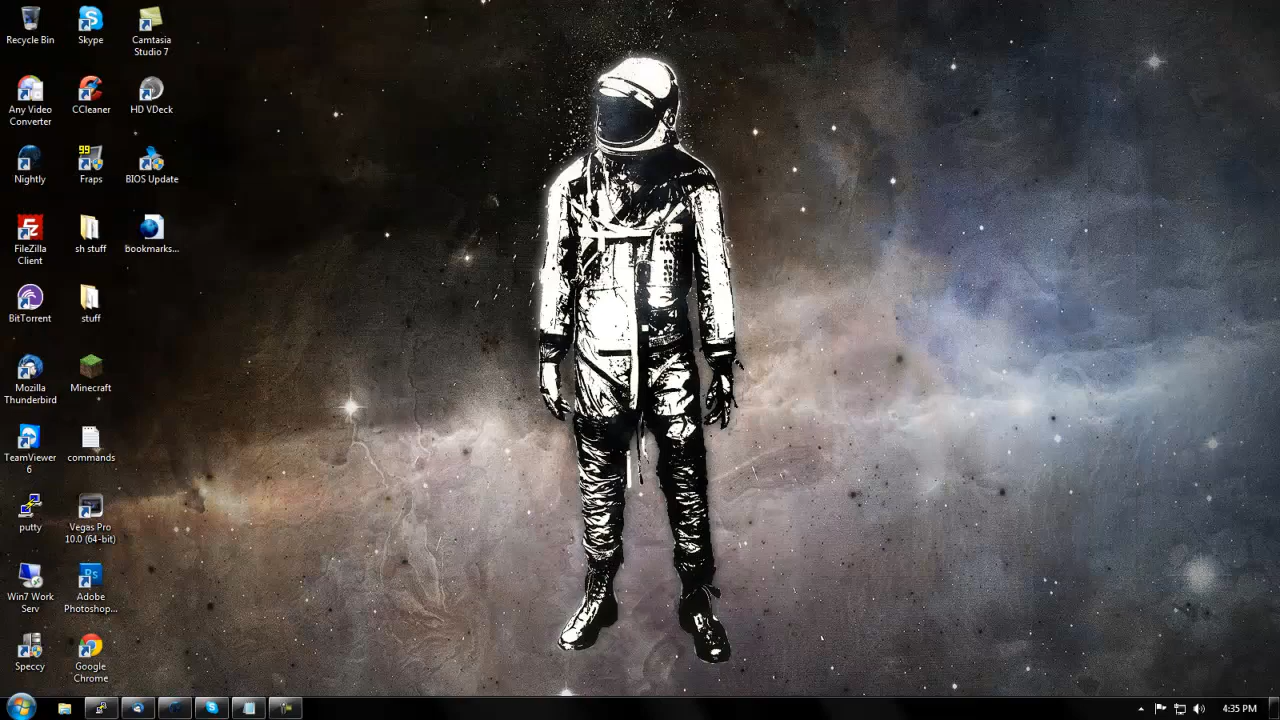 Recycle Bin
Skype
Camtasia
Studio 7
Any Video
Converter
CCleaner
HD VDeck
Nightly
99
Fraps
BIOS Update
FileZilla
Client
sh stuff
bookmarks...
BitTorrent
stuff
Mozilla
Thunderbird
Minecraft
TeamViewer
6
commands
putty
Vegas Pro
10.0 (64-bit)
Win7 Work
Serv
Ps
Adobe
Photoshop...
Speccy
Google
Chrome
4:35 PM